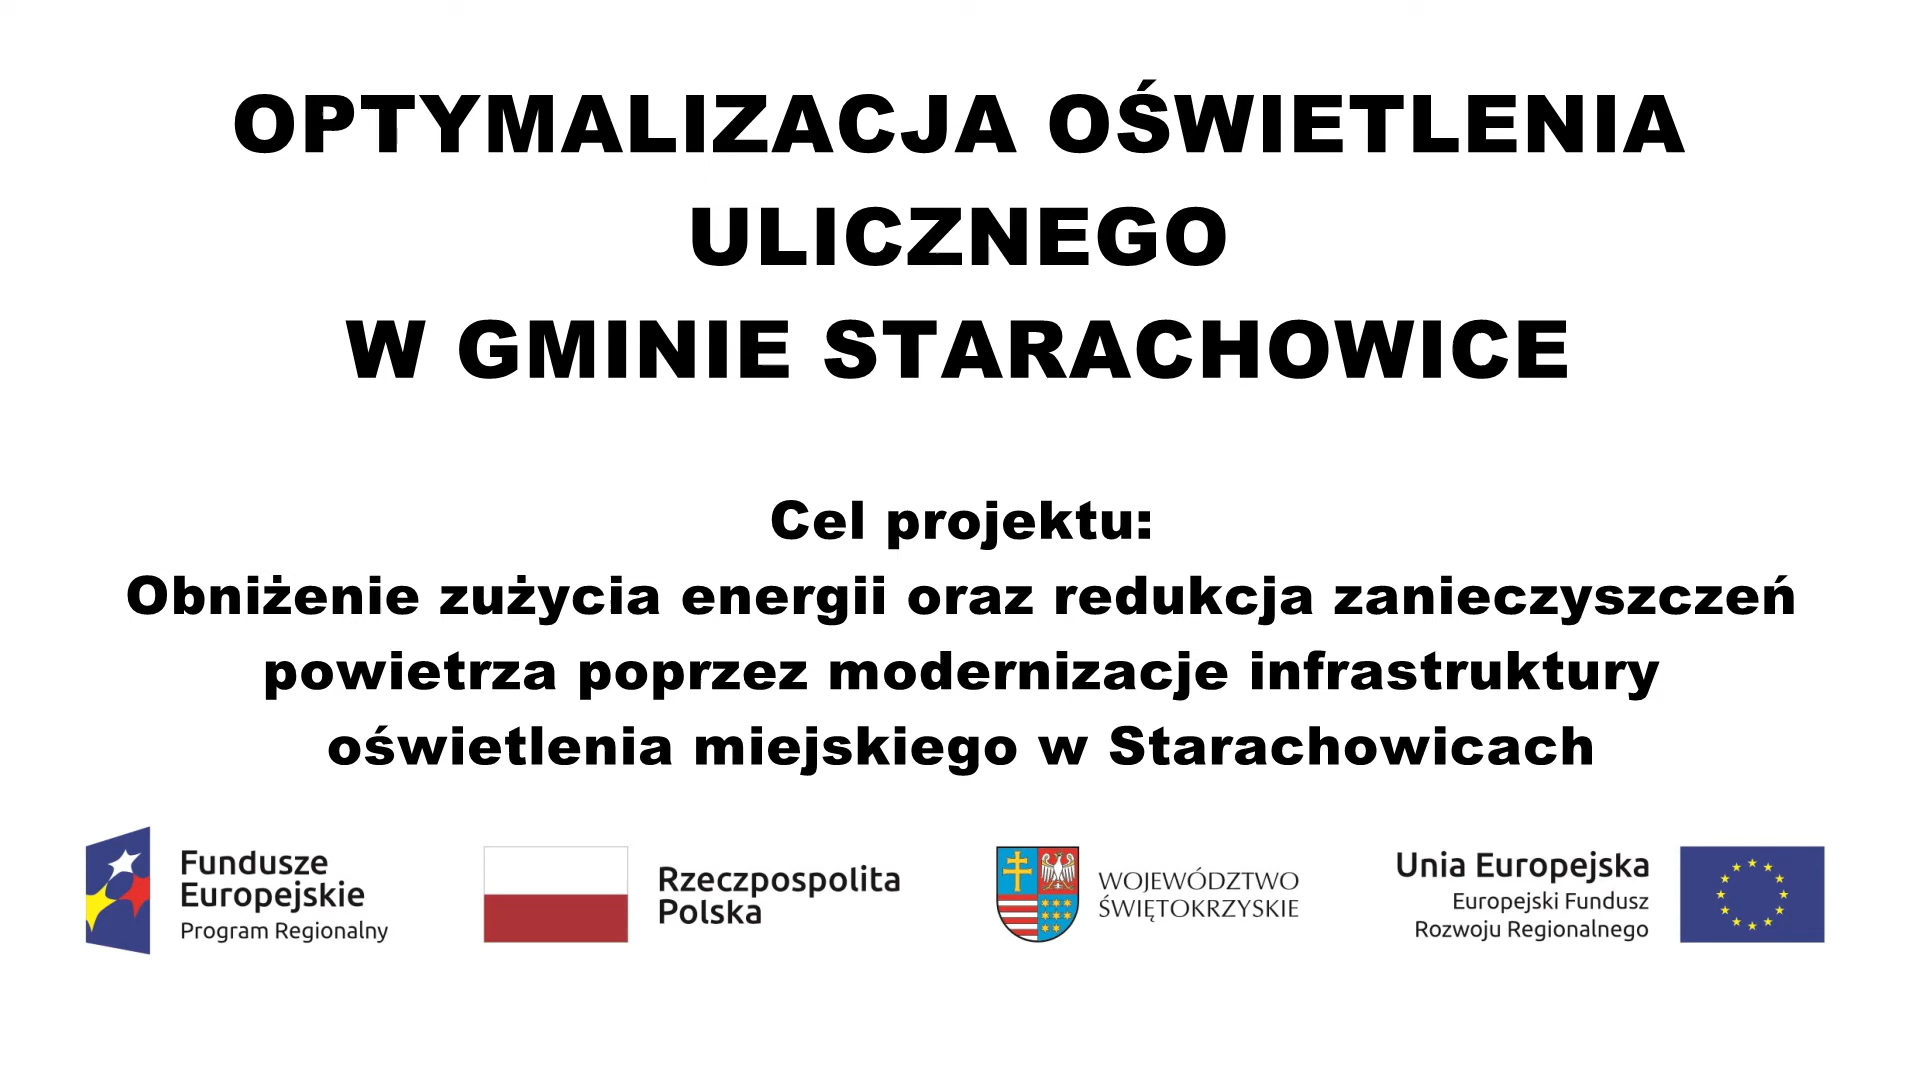 OPTYMALIZACJA OŚWIETLENIA
ULICZNEGO
W GMINIE STARACHOWICE
Cel projektu:
Obniżenie zużycia energii oraz redukcja zanieczyszczeń
powietrza poprzez modernizacje infrastruktury
oświetlenia miejskiego w Starachowicach
Fundusze
Europejskie
Program Regionalny
Rzeczpospolita
Polska
WOJEWÓDZTWO
ŚWIĘTOKRZYSKIE
Unia Europejska
Europejski Fundusz
Rozwoju Regionalnego